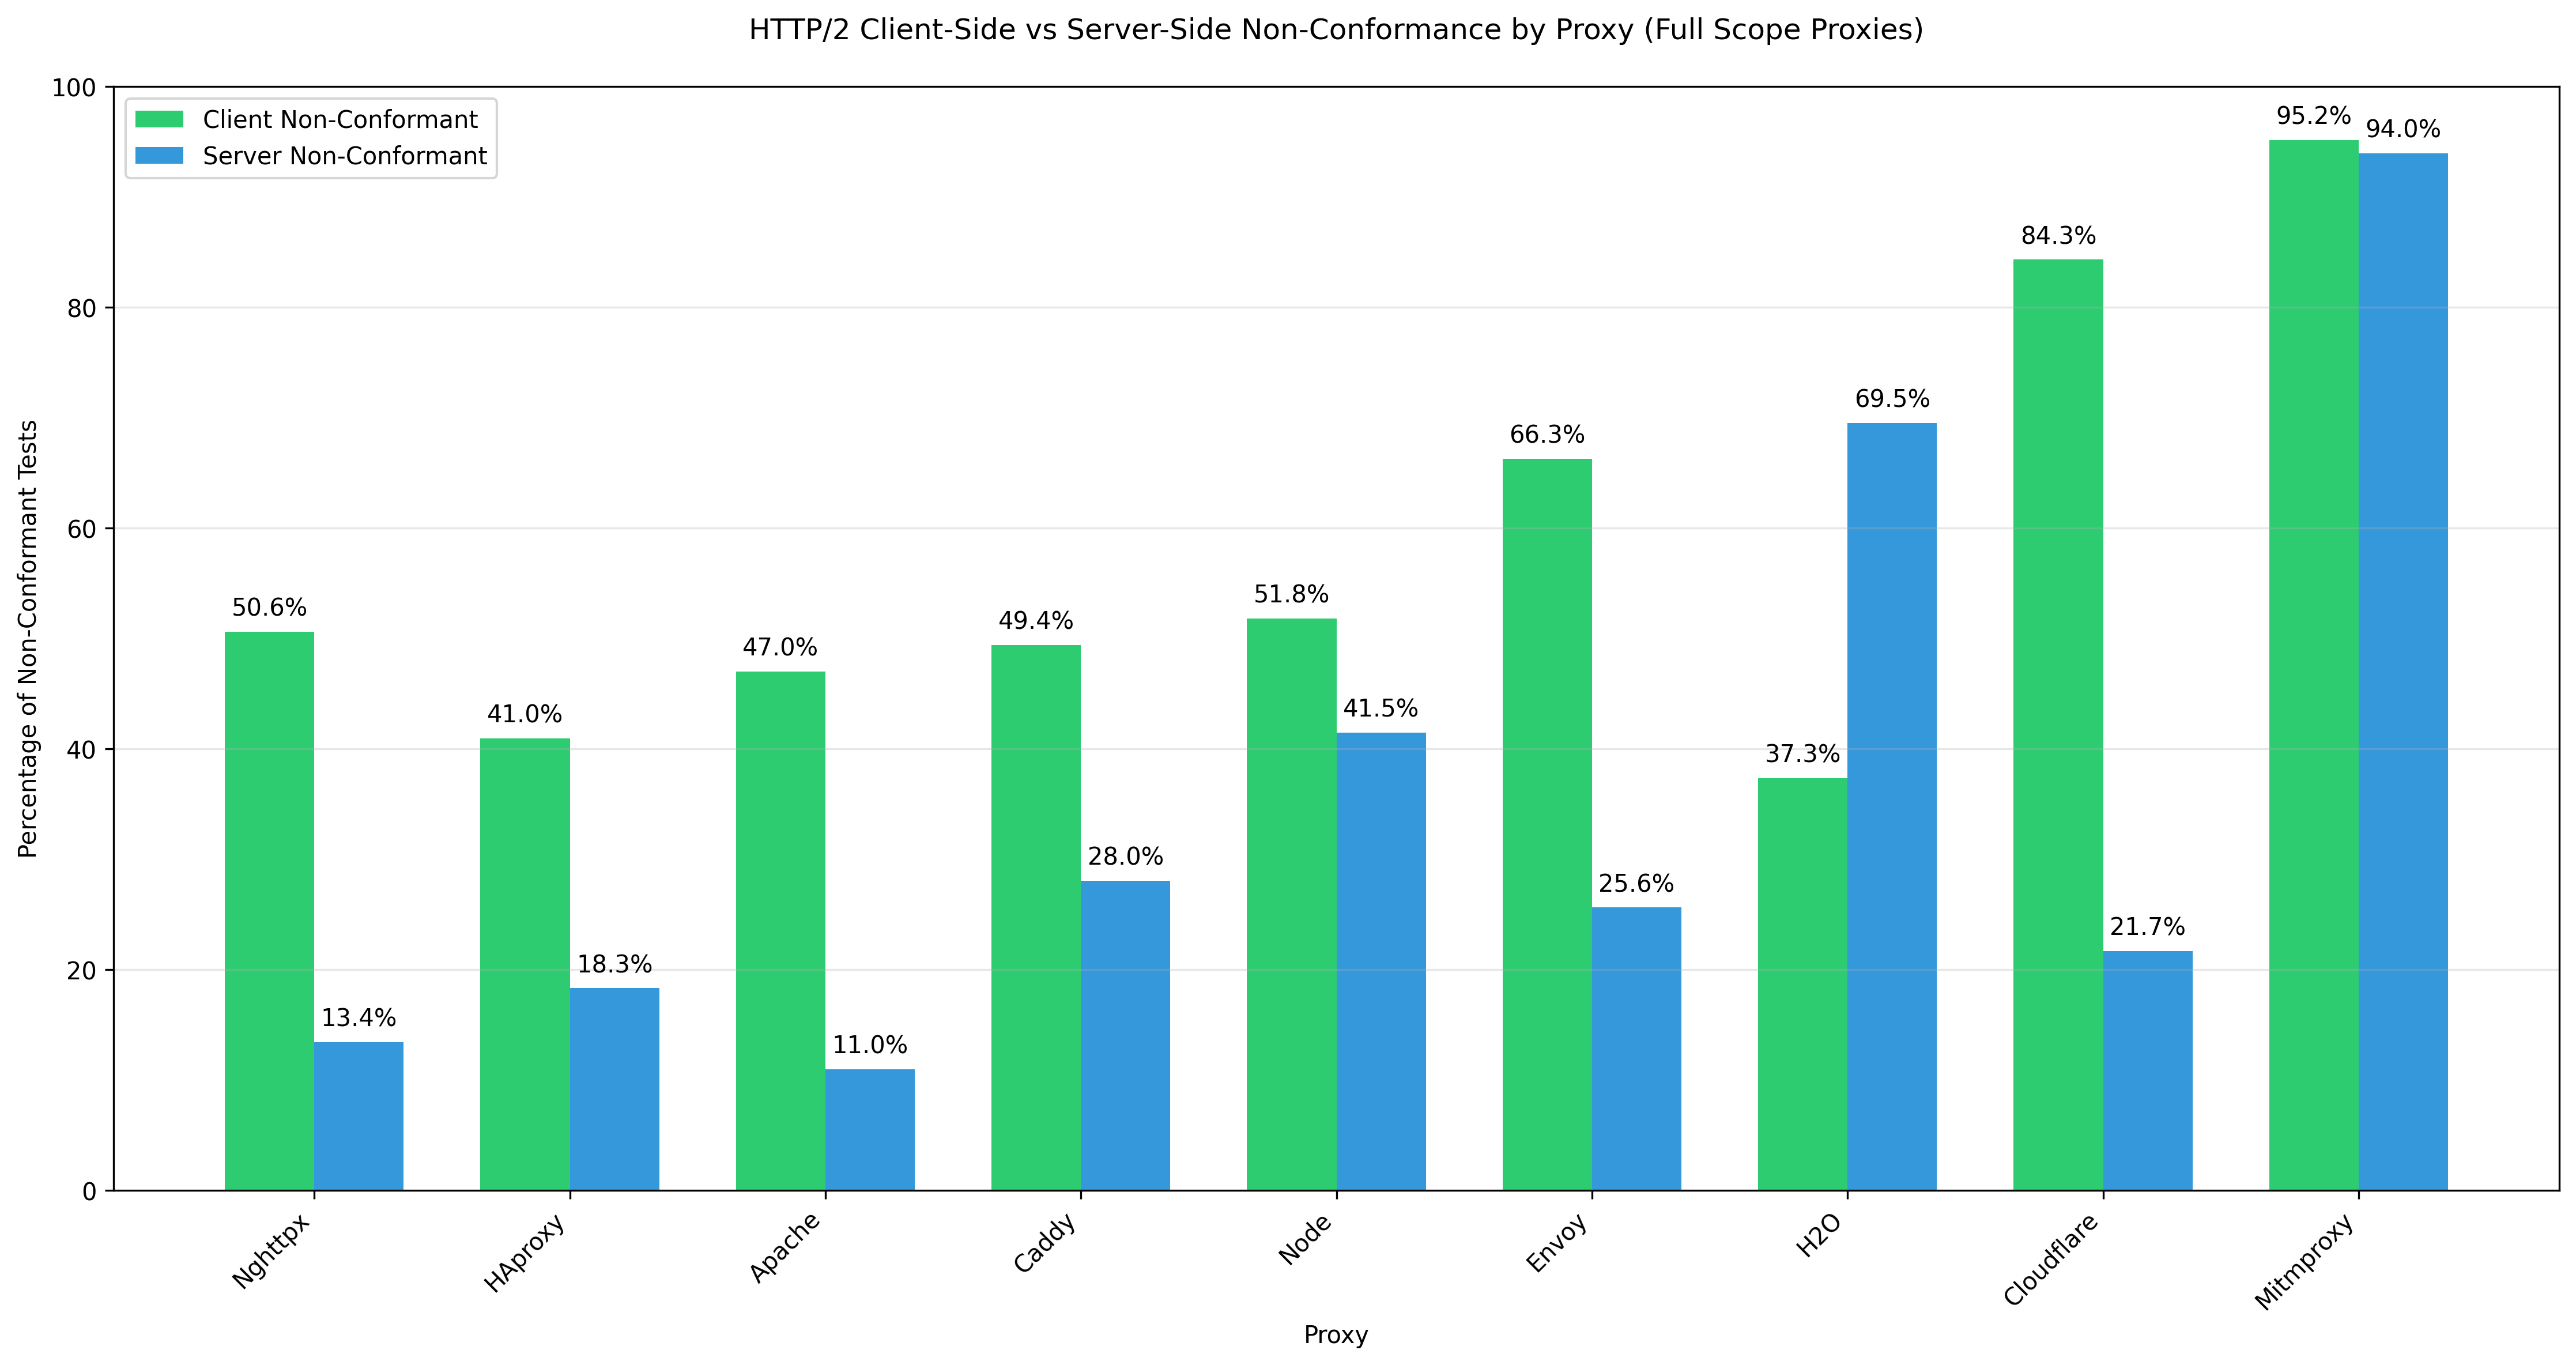 HTTP/2 Client-Side vs Server-Side Non-Conformance by Proxy (Full Scope Proxies)
Client Non-Conformant
Server Non-Conformant
Percentage of Non-Conformant Tests
100
80
60
40
20
0
50.6%
13.4%
41.0%
18.3%
47.0%
11.0%
49.4%
28.0%
51.8%
41.5%
66.3%
25.6%
37.3%
69.5%
84.3%
21.7%
95.2%
94.0%
Nghttpx
HAproxy
Apache
Caddy
Node
Envoy
H2O
Cloudflare
Mitmproxy
Proxy